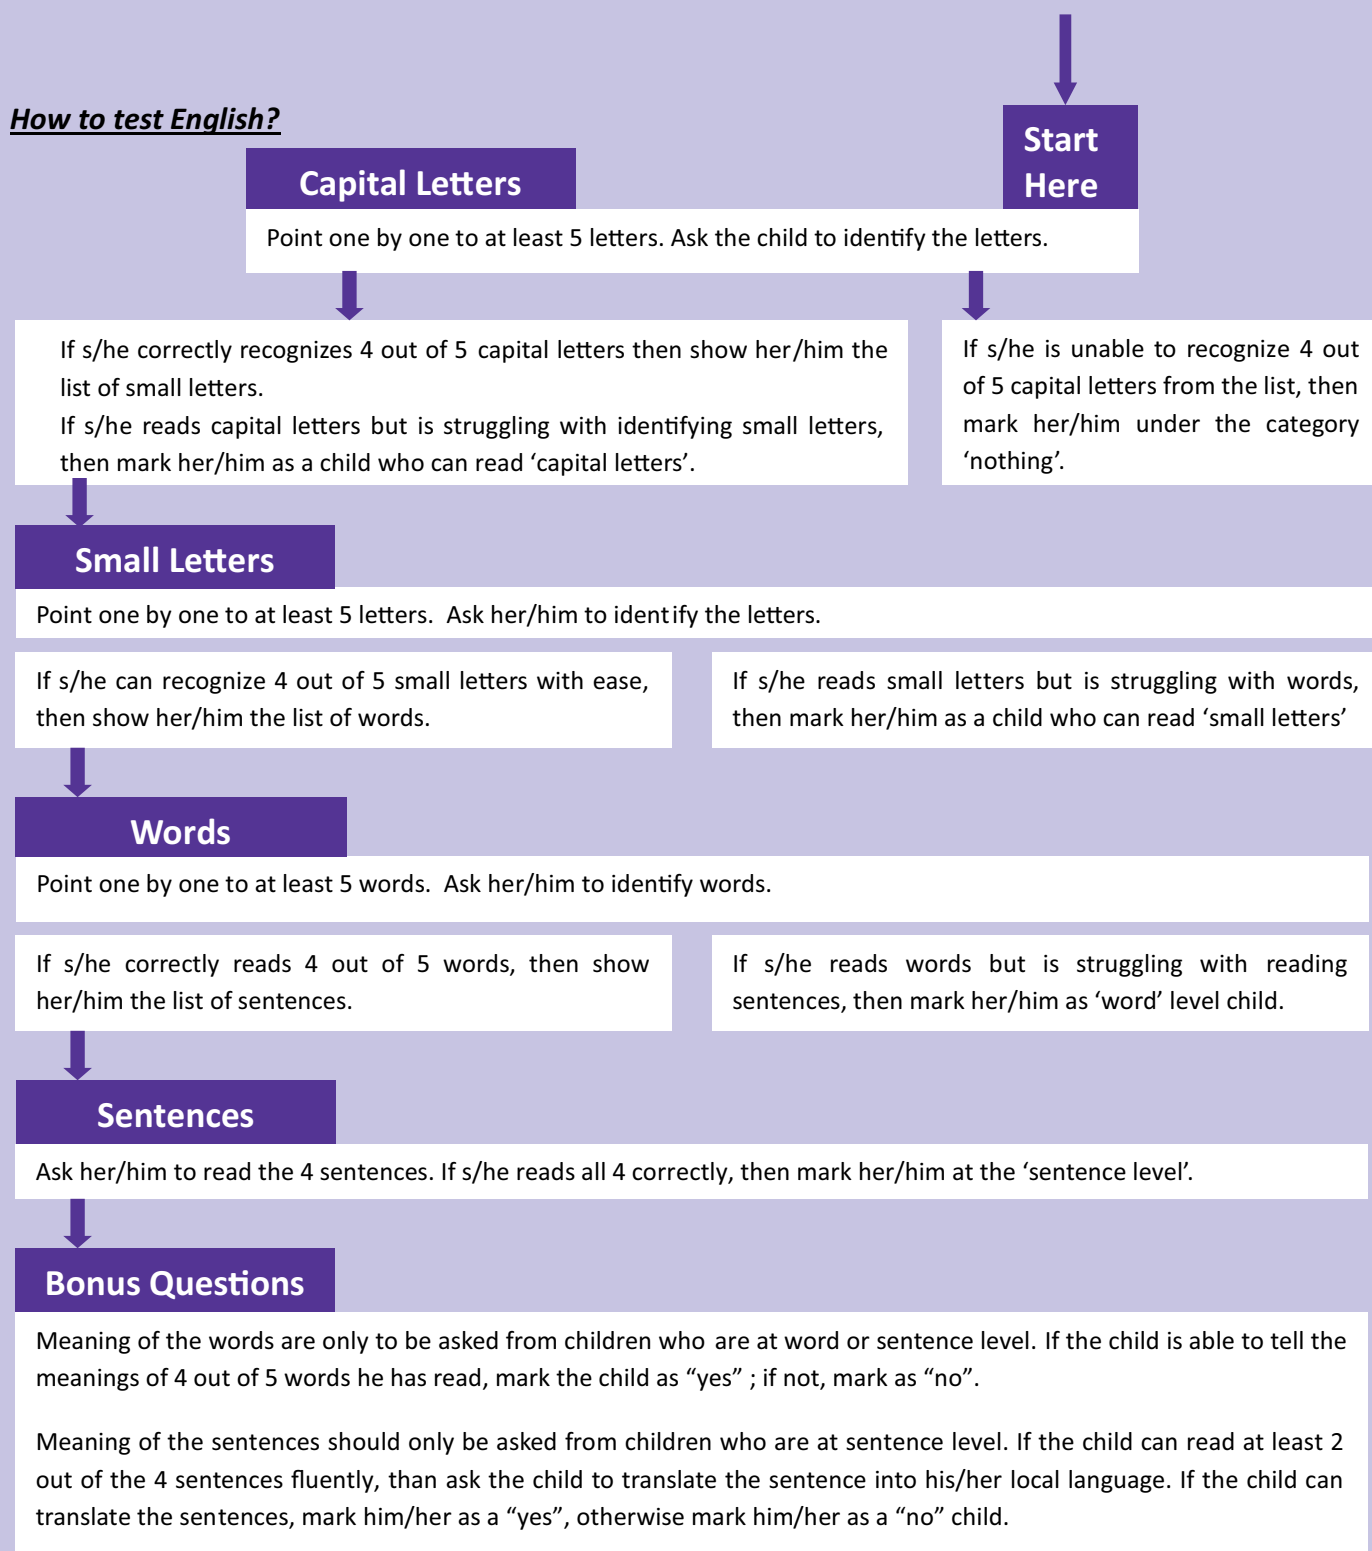 How to test English?
Start
Here
Capital Letters
Point one by one to at least 5 letters. Ask the child to identify the letters.
If s/he correctly recognizes 4 out of 5 capital letters then show her/him the
list of small letters.
If s/he reads capital letters but is struggling with identifying small letters,
then mark her/him as a child who can read ‘capital letters’.
If s/he is unable to recognize 4 out
of 5 capital letters from the list, then
mark her/him under the category
‘nothing’.
Small Letters
Point one by one to at least 5 letters. Ask her/him to identify the letters.
If s/he can recognize 4 out of 5 small letters with ease,
then show her/him the list of words.
If s/he reads small letters but is struggling with words,
then mark her/him as a child who can read ‘small letters’
Words
Point one by one to at least 5 words. Ask her/him to identify words.
If s/he correctly reads 4 out of 5 words, then show
her/him the list of sentences.
If s/he reads words but is struggling with reading
sentences, then mark her/him as ‘word’ level child.
Sentences
Ask her/him to read the 4 sentences. If s/he reads all 4 correctly, then mark her/him at the ‘sentence level’.
Bonus Questions
Meaning of the words are only to be asked from children who are at word or sentence level. If the child is able to tell the
meanings of 4 out of 5 words he has read, mark the child as “yes” ; if not, mark as “no”.
Meaning of the sentences should only be asked from children who are at sentence level. If the child can read at least 2
out of the 4 sentences fluently, than ask the child to translate the sentence into his/her local language. If the child can
translate the sentences, mark him/her as a “yes”, otherwise mark him/her as a “no” child.